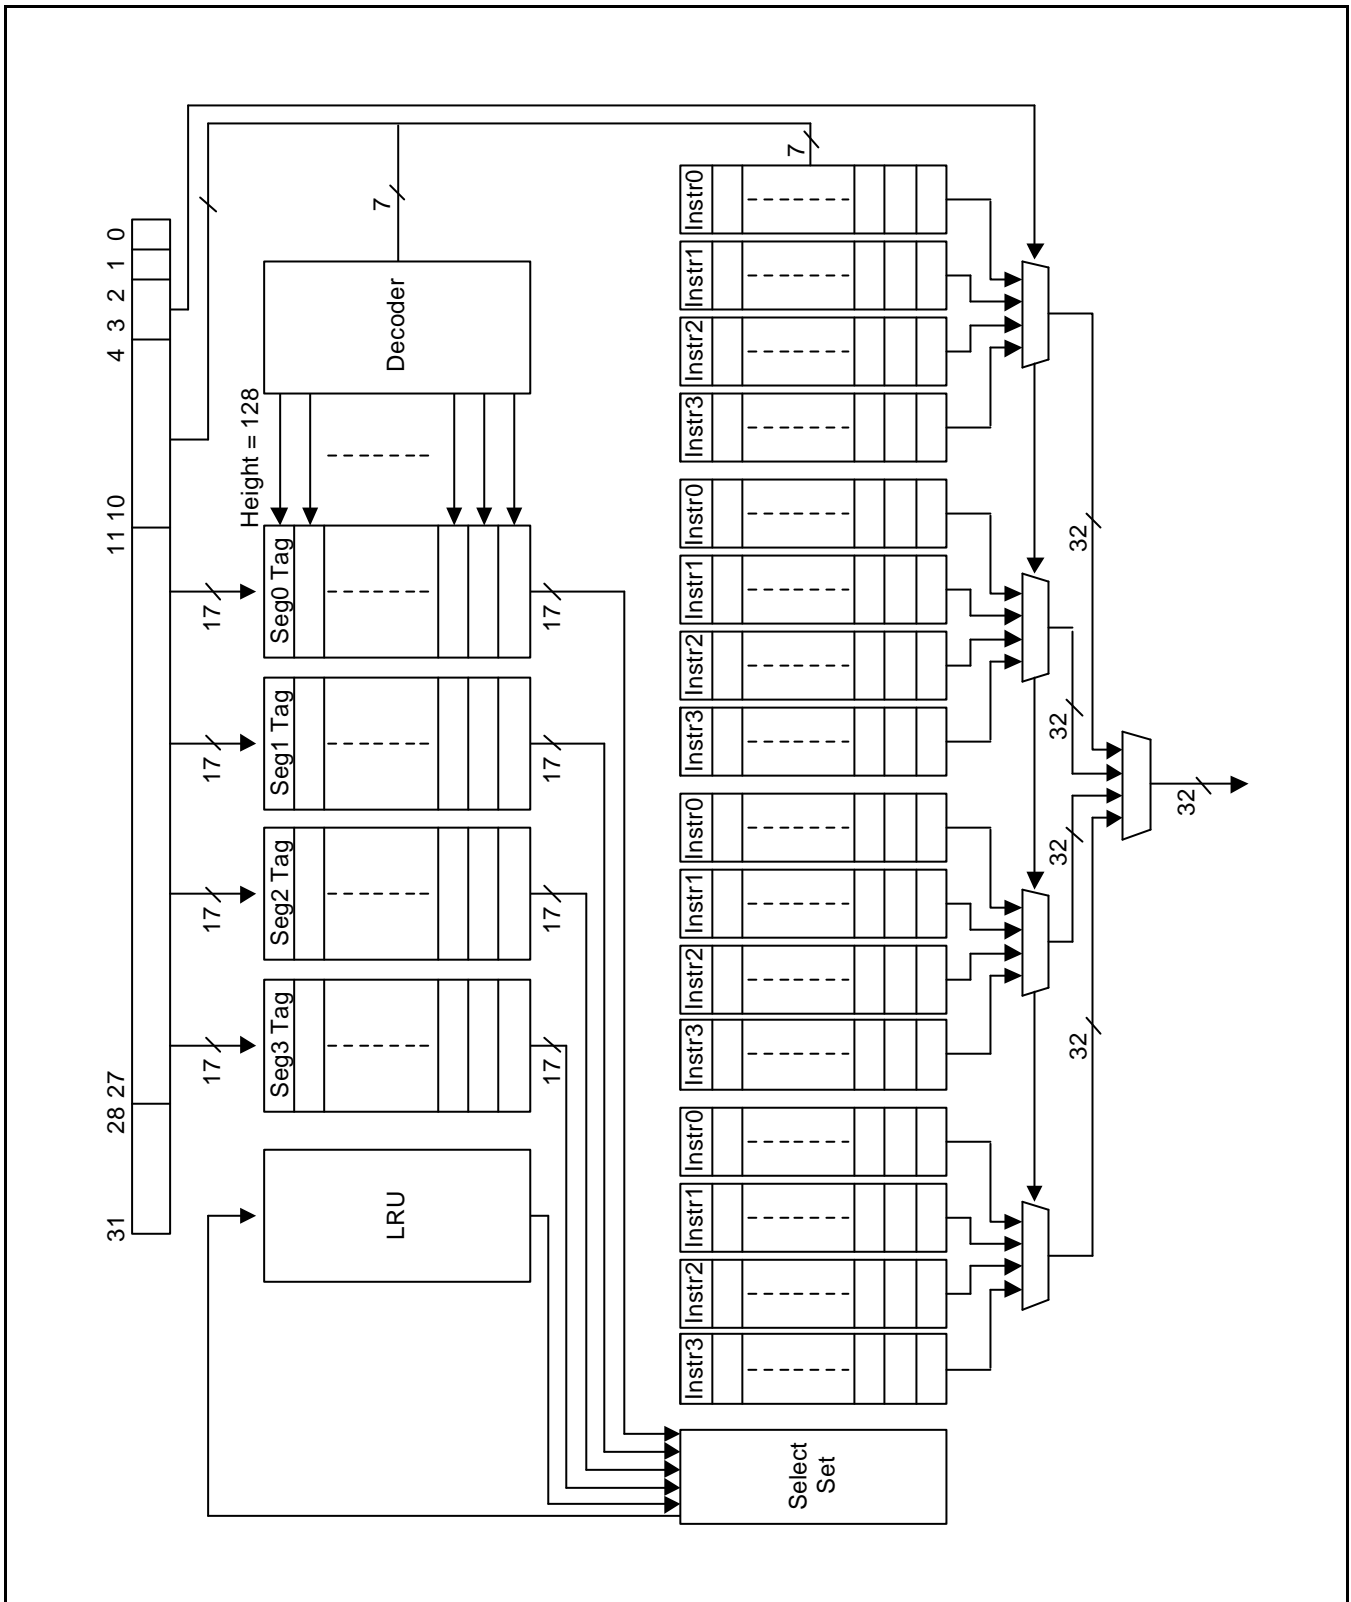 31 28 27 11 10 4 3 2 1 0
17 17 17 17
Height = 128
Seg3 Tag Seg2 Tag Seg1 Tag Seg0 Tag
7
LRU Decoder
17 17 17 17
Instr3 Instr2 Instr1 Instr0 Instr3 Instr2 Instr1 Instr0 Instr3 Instr2 Instr1 Instr0 Instr3 Instr2 Instr1 Instr0
Select 7
Set
32 32
32 32
32